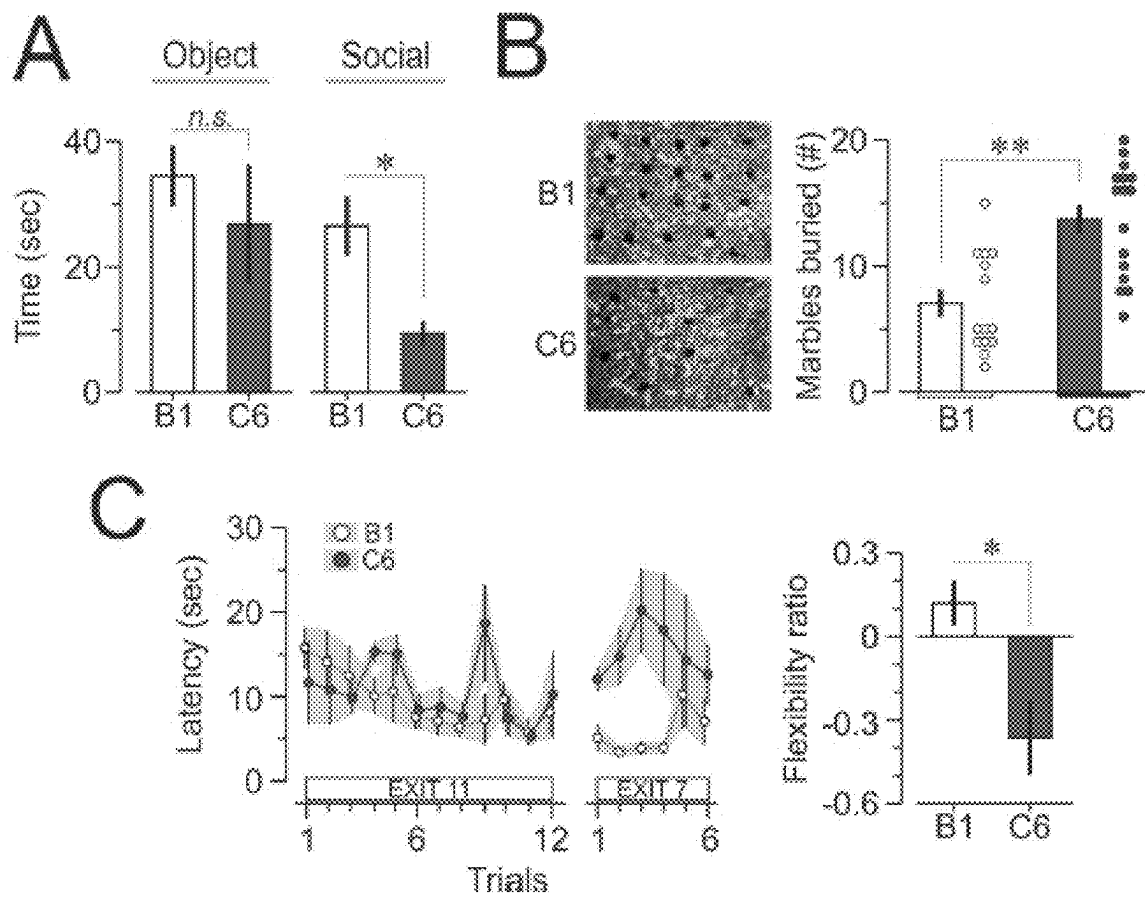 A
Object
Social
n.s.
*
40
20
0
Time (sec)
B1
C6
B1
C6
B
B1
C6
**
20
10
0
Marbles buried (#)
B1
C6
C
30
20
10
0
Latency (sec)
B1
C6
EXIT 11
EXIT 7
1
6
12
1
6
Trials
*
0.3
0
-0.3
-0.6
Flexibility ratio
B1
C6